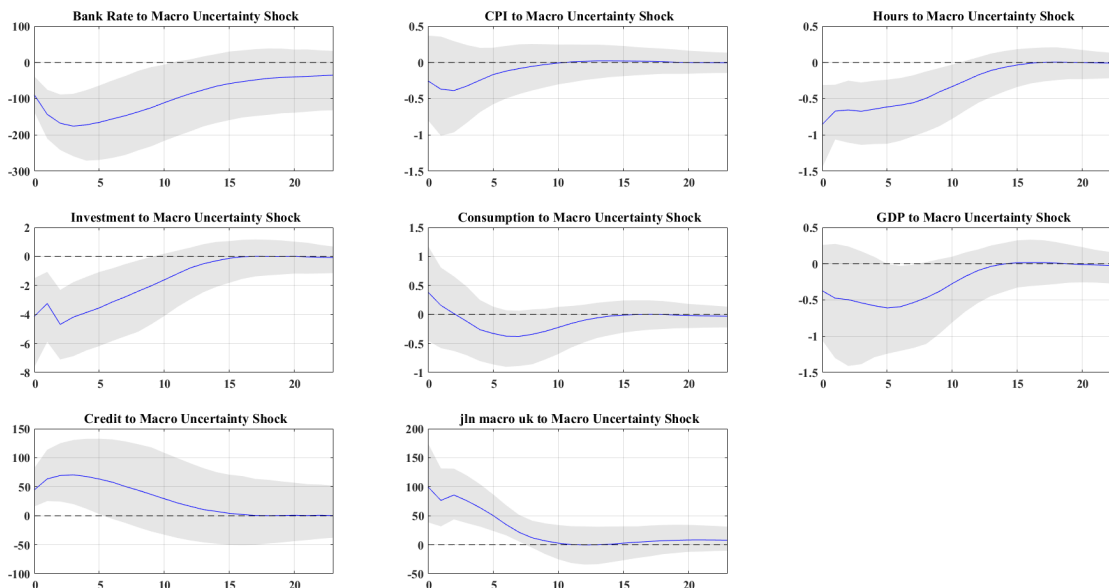 Bank Rate to Macro Uncertainty Shock
100
0
-100
-200
-300
0 5 10 15 20
CPI to Macro Uncertainty Shock
0.5
0
-0.5
-1
-1.5
0 5 10 15 20
Hours to Macro Uncertainty Shock
0.5
0
-0.5
-1
-1.5
0 5 10 15 20
Investment to Macro Uncertainty Shock
2
0
-2
-4
-6
-8
0 5 10 15 20
Consumption to Macro Uncertainty Shock
1.5
1
0.5
0
-0.5
-1
0 5 10 15 20
GDP to Macro Uncertainty Shock
0.5
0
-0.5
-1
-1.5
0 5 10 15 20
Credit to Macro Uncertainty Shock
150
100
50
0
-50
-100
0 5 10 15 20
jln macro uk to Macro Uncertainty Shock
200
150
100
50
0
-50
0 5 10 15 20